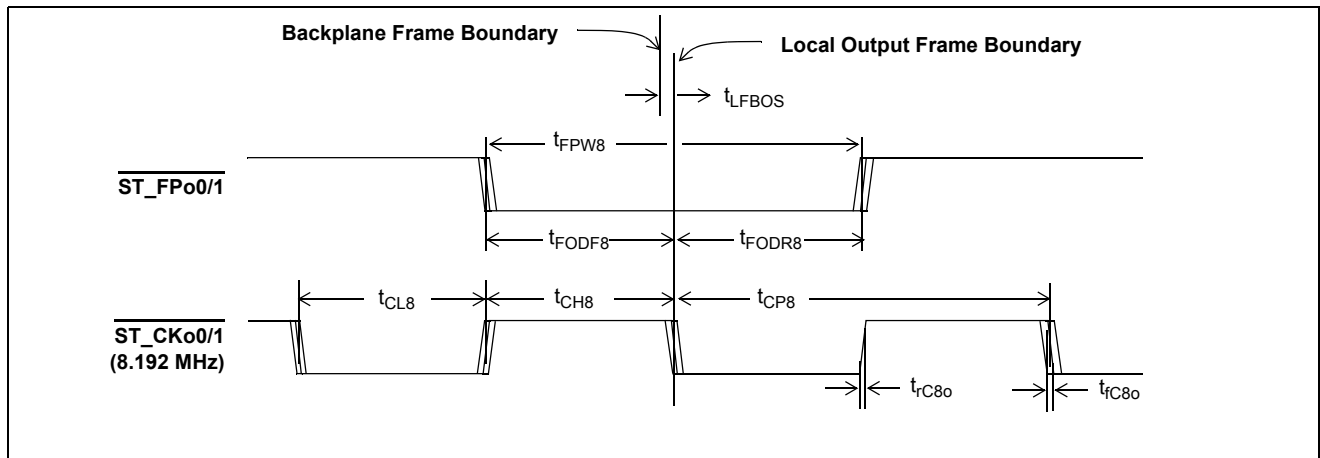 Backplane Frame Boundary
Local Output Frame Boundary
tLFBOS
tFPW8
ST_FPo0/1
tFODF8
tFODR8
tCL8
tCH8
tCP8
ST_CKo0/1
(8.192 MHz)
trC8o
tfC8o